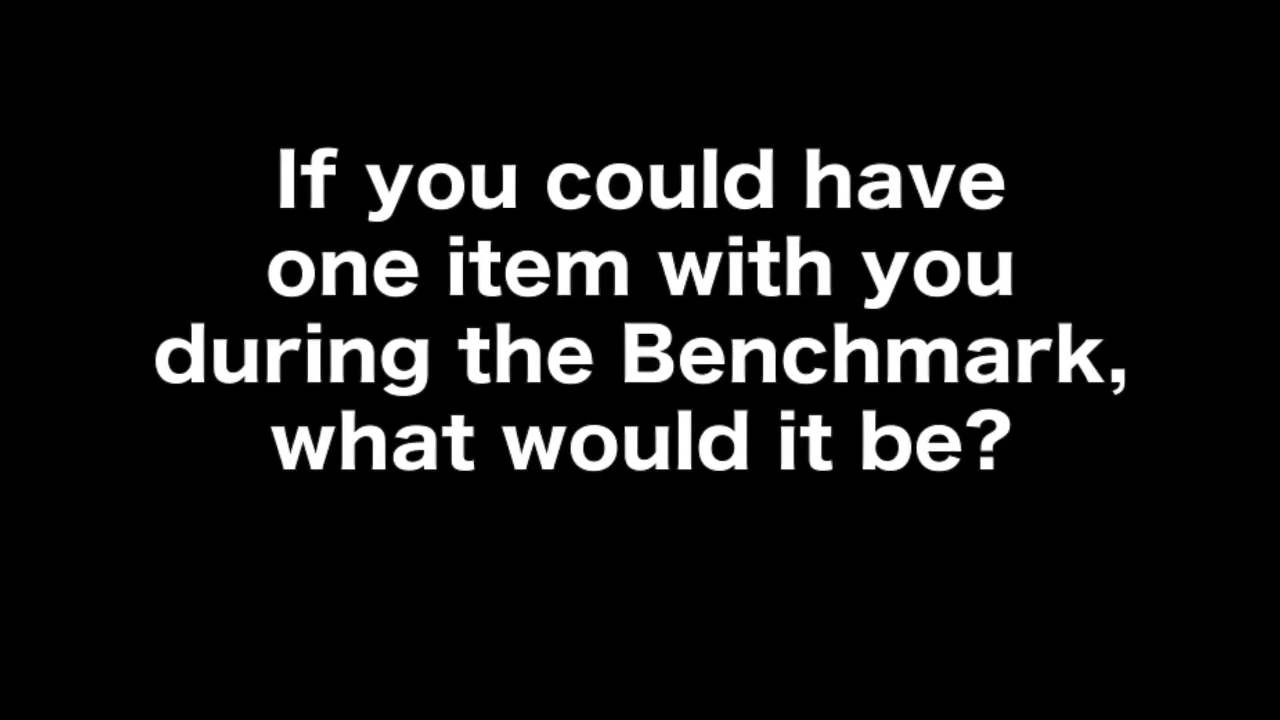 If you could have
one item with you
during the Benchmark,
what would it be?